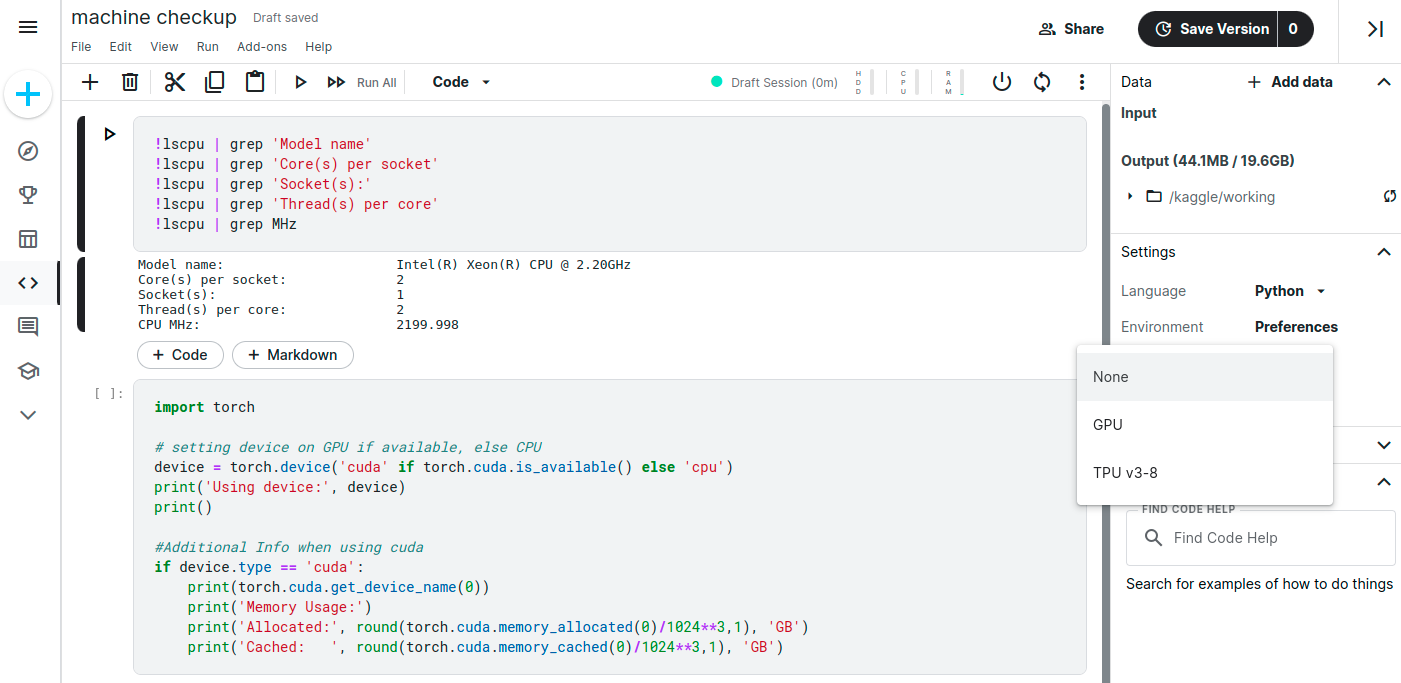 machine checkup Draft saved
File Edit View Run Add-ons Help
Share
Save Version 0
Run All
Code
Draft Session (0m)
HDD
CPU
RAM
!lscpu | grep 'Model name'
!lscpu | grep 'Core(s) per socket'
!lscpu | grep 'Socket(s):'
!lscpu | grep 'Thread(s) per core'
!lscpu | grep MHz
Model name: Intel(R) Xeon(R) CPU @ 2.20GHz
Core(s) per socket: 2
Socket(s): 1
Thread(s) per core: 2
CPU MHz: 2199.998
+ Code + Markdown
[ ]:
import torch
# setting device on GPU if available, else CPU
device = torch.device('cuda' if torch.cuda.is_available() else 'cpu')
print('Using device:', device)
print()
#Additional Info when using cuda
if device.type == 'cuda':
    print(torch.cuda.get_device_name(0))
    print('Memory Usage:')
    print('Allocated:', round(torch.cuda.memory_allocated(0)/1024**3,1), 'GB')
    print('Cached:   ', round(torch.cuda.memory_cached(0)/1024**3,1), 'GB')
Data + Add data
Input
Output (44.1MB / 19.6GB)
/kaggle/working
Settings
Language Python
Environment Preferences
None
GPU
TPU v3-8
FIND CODE HELP
Find Code Help
Search for examples of how to do things